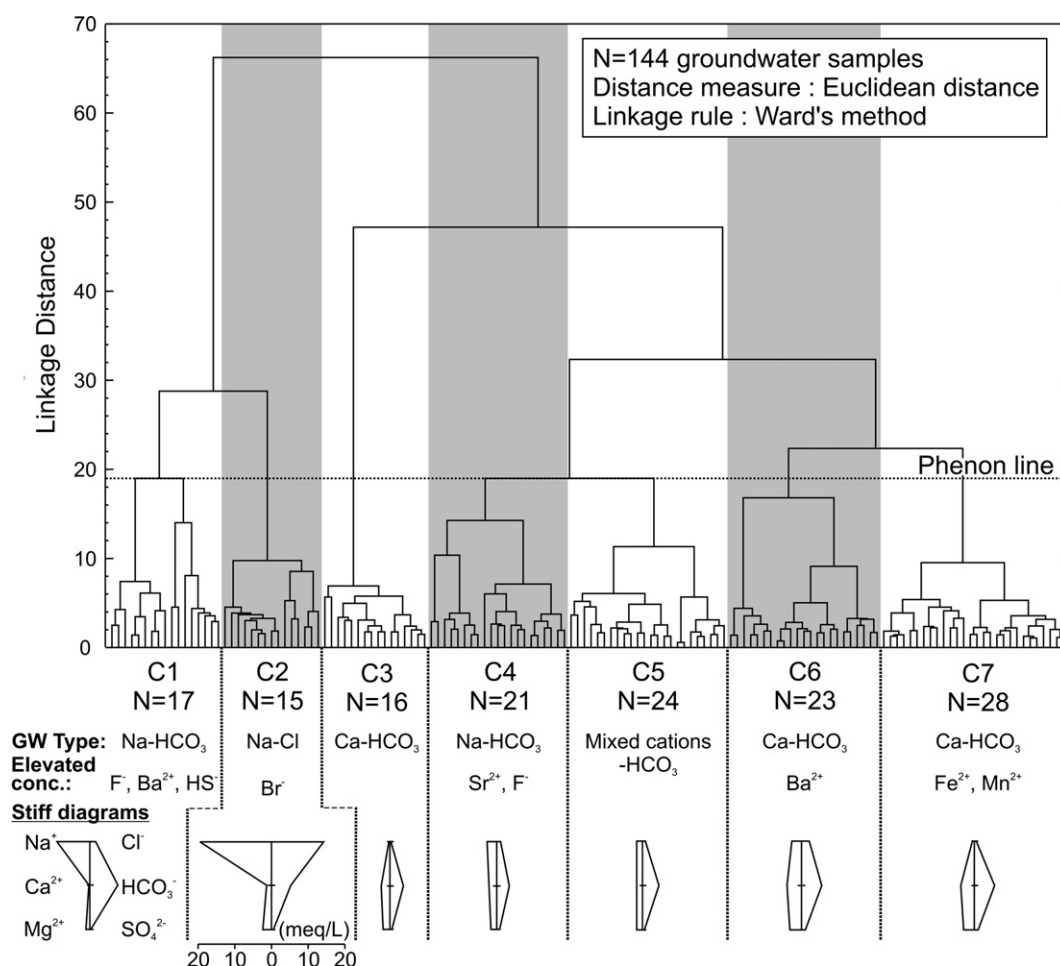 70
60
50
40
30
20
10
0
Linkage Distance
N=144 groundwater samples
Distance measure : Euclidean distance
Linkage rule : Ward's method
Phenon line
C1 C2 C3 C4 C5 C6 C7
N=17 N=15 N=16 N=21 N=24 N=23 N=28
GW Type: Na-HCO₃ Na-Cl Ca-HCO₃ Na-HCO₃ Mixed cations Ca-HCO₃ Ca-HCO₃
-HCO₃
Elevated
conc.: F⁻, Ba²⁺, HS⁻ Br⁻ Sr²⁺, F⁻ Ba²⁺ Fe²⁺, Mn²⁺
Stiff diagrams
Na⁺ Cl⁻
Ca²⁺ HCO₃⁻
Mg²⁺ SO₄²⁻ (meq/L)
20 10 0 10 20